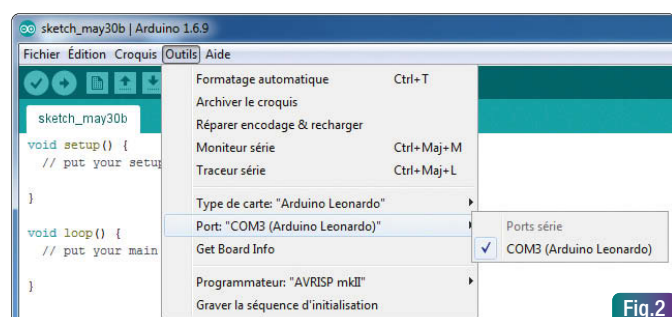 sketch_may30b | Arduino 1.6.9
Fichier Édition Croquis Outils Aide
sketch_may30b
void setup() {
// put your setup
}
void loop() {
// put your main
}
Formatage automatique Ctrl+T
Archiver le croquis
Réparer encodage & recharger
Moniteur série Ctrl+Maj+M
Traceur série Ctrl+Maj+L
Type de carte: "Arduino Leonardo"
Port: "COM3 (Arduino Leonardo)"
Get Board Info
Programmateur: "AVRISP mkII"
Graver la séquence d'initialisation
Ports série
COM3 (Arduino Leonardo)
Fig.2